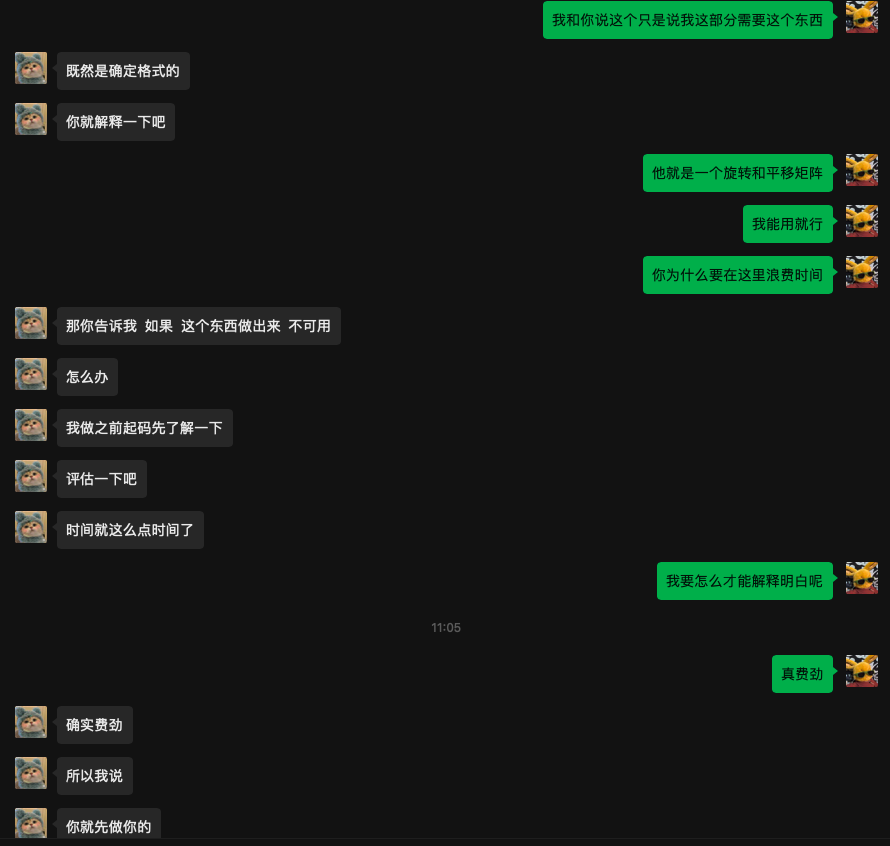 我和你说这个只是说我这部分需要这个东西
既然是确定格式的
你就解释一下吧
他就是一个旋转和平移矩阵
我能用就行
你为什么要在这里浪费时间
那你告诉我 如果 这个东西做出来 不可用
怎么办
我做之前起码先了解一下
评估一下吧
时间就这么点时间了
我要怎么才能解释明白呢
11:05
真费劲
确实费劲
所以我说
你就先做你的